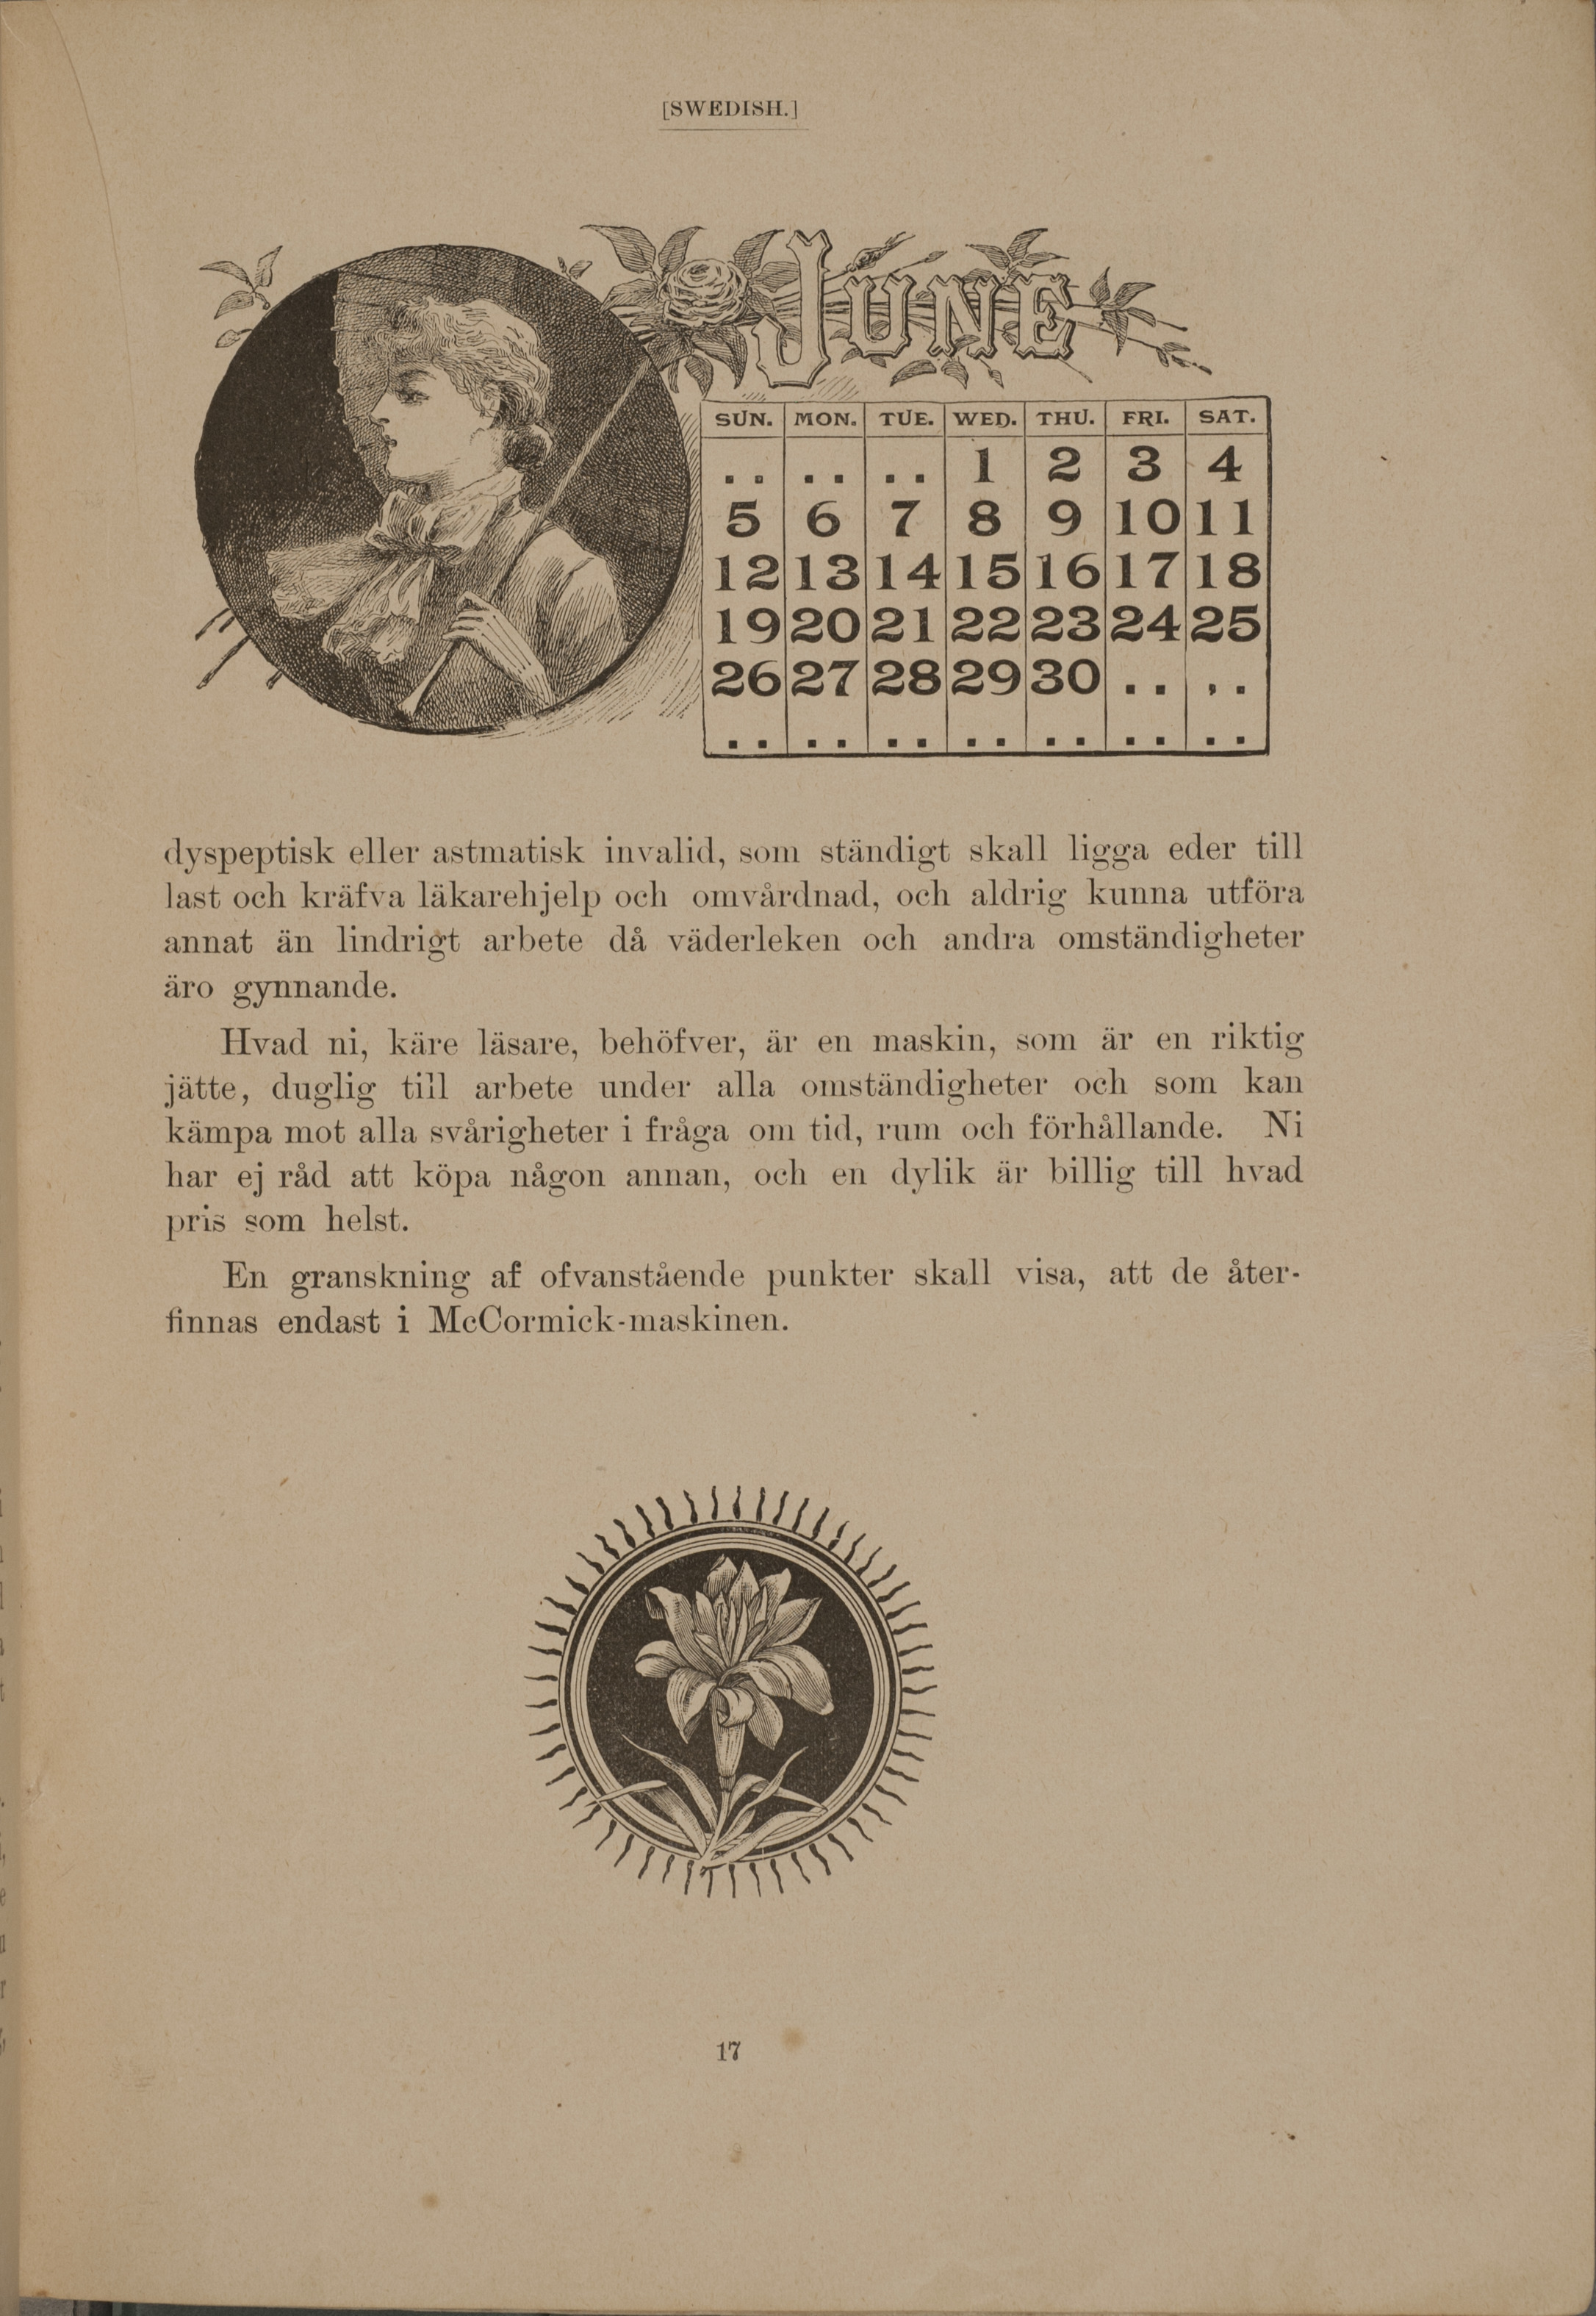 [SWEDISH.]
JUNE
SUN. MON. TUE. WED. THU. FRI. SAT.
.. .. .. 1 2 3 4
5 6 7 8 9 10 11
12 13 14 15 16 17 18
19 20 21 22 23 24 25
26 27 28 29 30 .. ..
.. .. .. .. .. .. ..
dyspeptisk eller astmatisk invalid, som ständigt skall ligga eder till
last och kräfva läkarehjelp och omvårdnad, och aldrig kunna utföra
annat än lindrigt arbete då väderleken och andra omständigheter
äro gynnande.
Hvad ni, käre läsare, behöfver, är en maskin, som är en riktig
jätte, duglig till arbete under alla omständigheter och som kan
kämpa mot alla svårigheter i fråga om tid, rum och förhållande. Ni
har ej råd att köpa någon annan, och en dylik är billig till hvad
pris som helst.
En granskning af ofvanstående punkter skall visa, att de åter-
finnas endast i McCormick-maskinen.
17